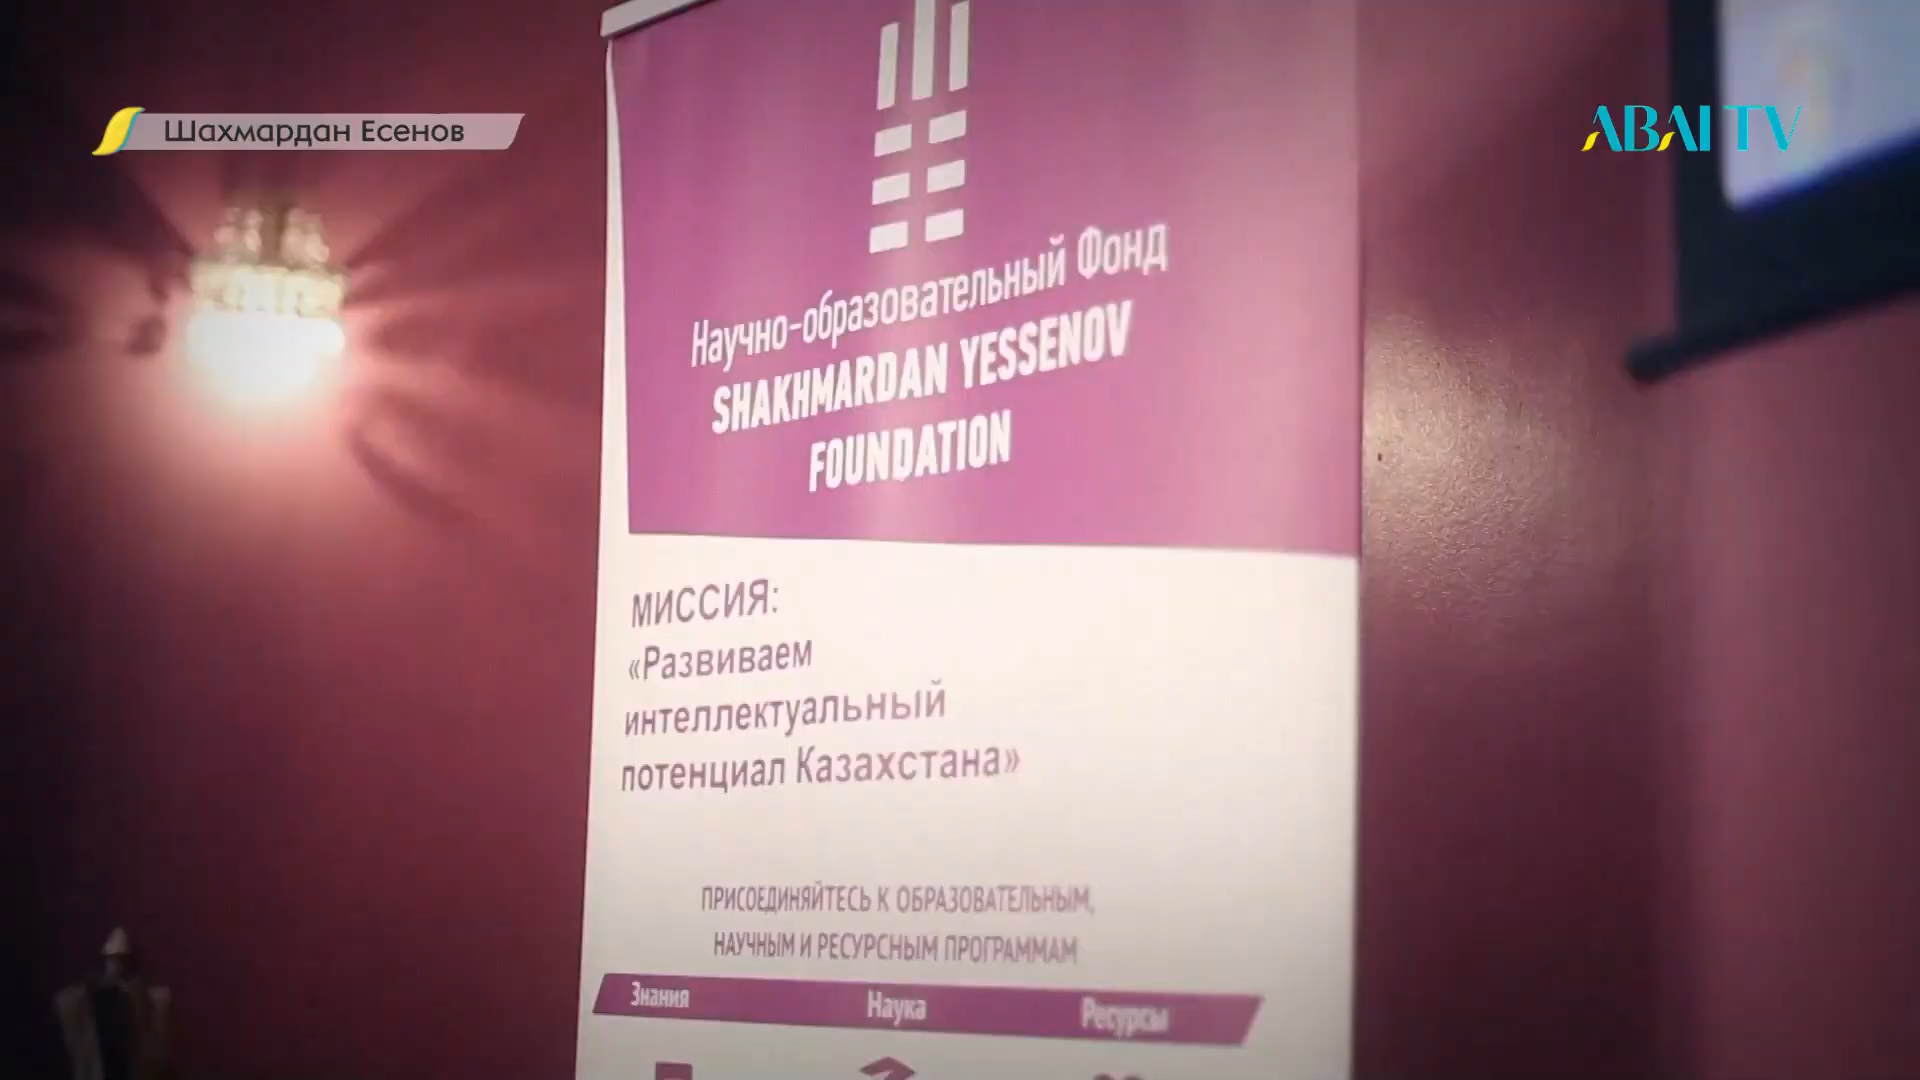 Шахмардан Есенов
ABAI TV
Научно-образовательный Фонд
SHAKHMARDAN YESSENOV
FOUNDATION
МИССИЯ:
«Развиваем
интеллектуальный
потенциал Казахстана»
ПРИСОЕДИНЯЙТЕСЬ К ОБРАЗОВАТЕЛЬНЫМ,
НАУЧНЫМ И РЕСУРСНЫМ ПРОГРАММАМ
Знания Наука Ресурсы